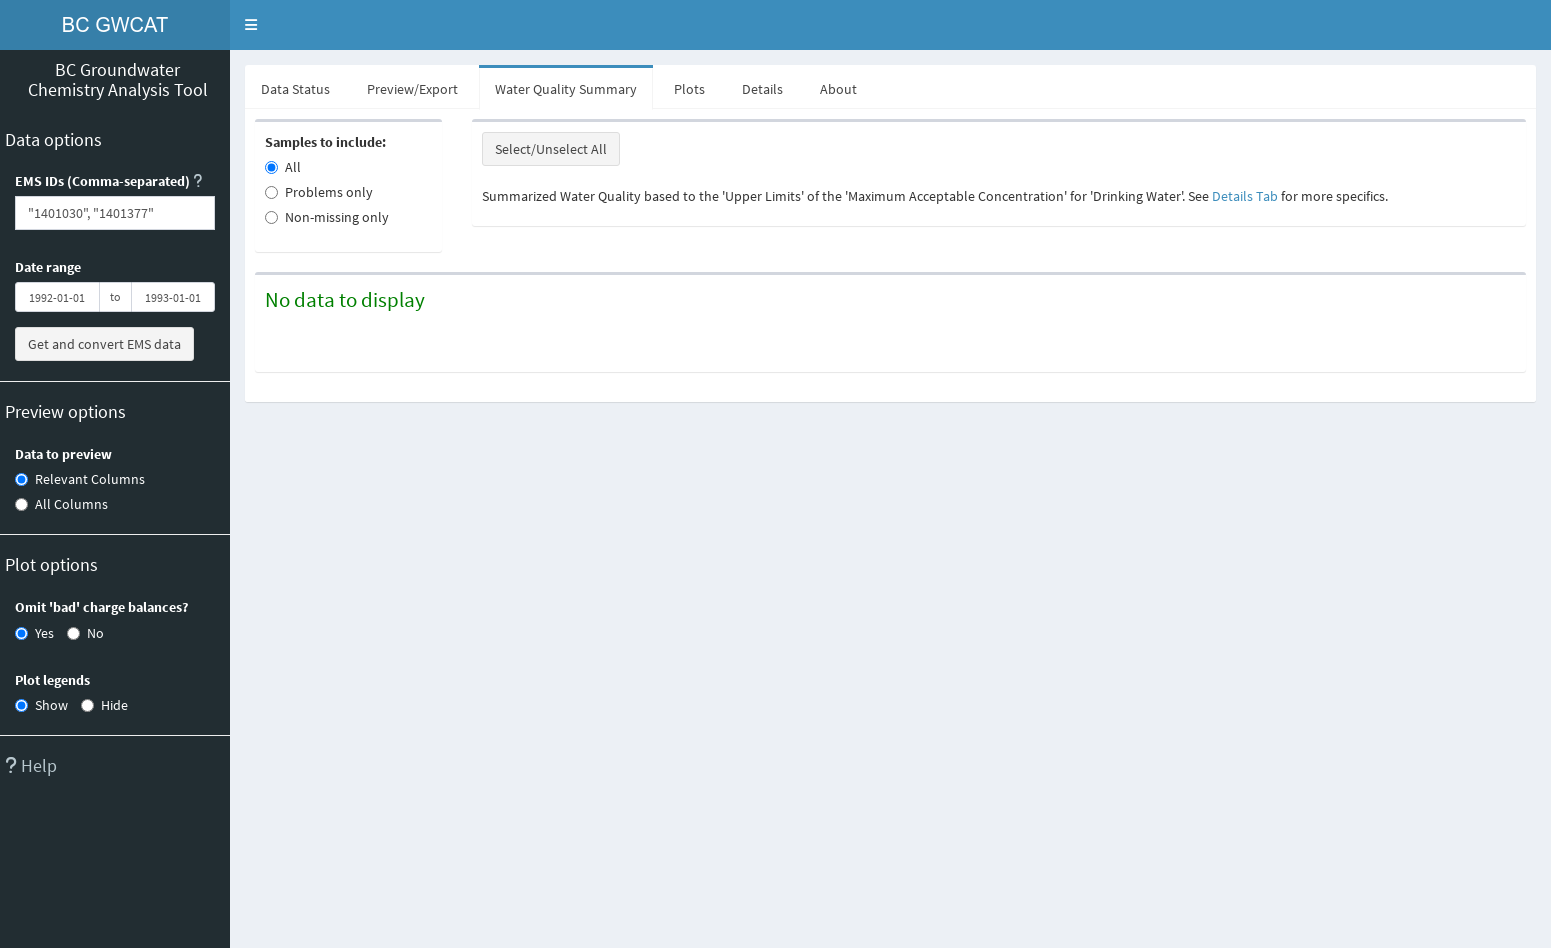 BC GWCAT
BC Groundwater
Chemistry Analysis Tool
Data options
EMS IDs (Comma-separated) ?
"1401030", "1401377"
Date range
1992-01-01 to 1993-01-01
Get and convert EMS data
Preview options
Data to preview
Relevant Columns
All Columns
Plot options
Omit 'bad' charge balances?
Yes No
Plot legends
Show Hide
? Help
Data Status Preview/Export Water Quality Summary Plots Details About
Samples to include:
All
Problems only
Non-missing only
Select/Unselect All
Summarized Water Quality based to the 'Upper Limits' of the 'Maximum Acceptable Concentration' for 'Drinking Water'. See Details Tab for more specifics.
No data to display